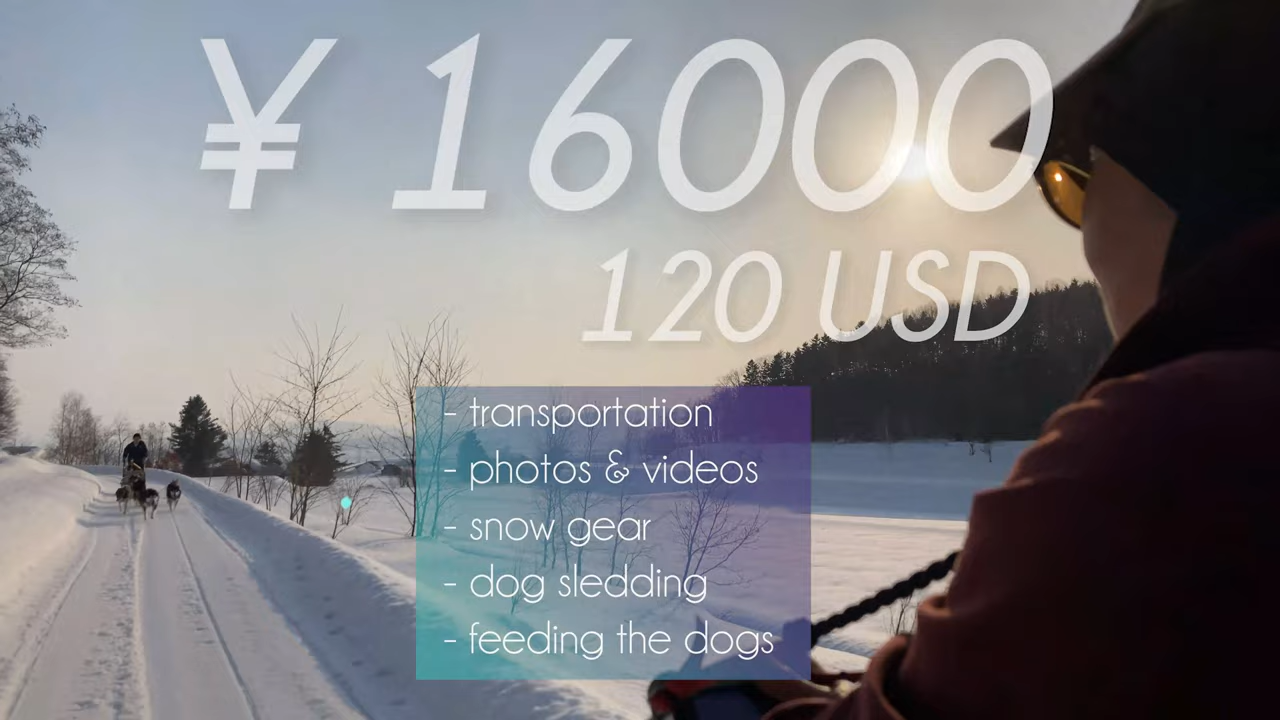 ¥ 16000
120 USD
- transportation
- photos & videos
- snow gear
- dog sledding
- feeding the dogs